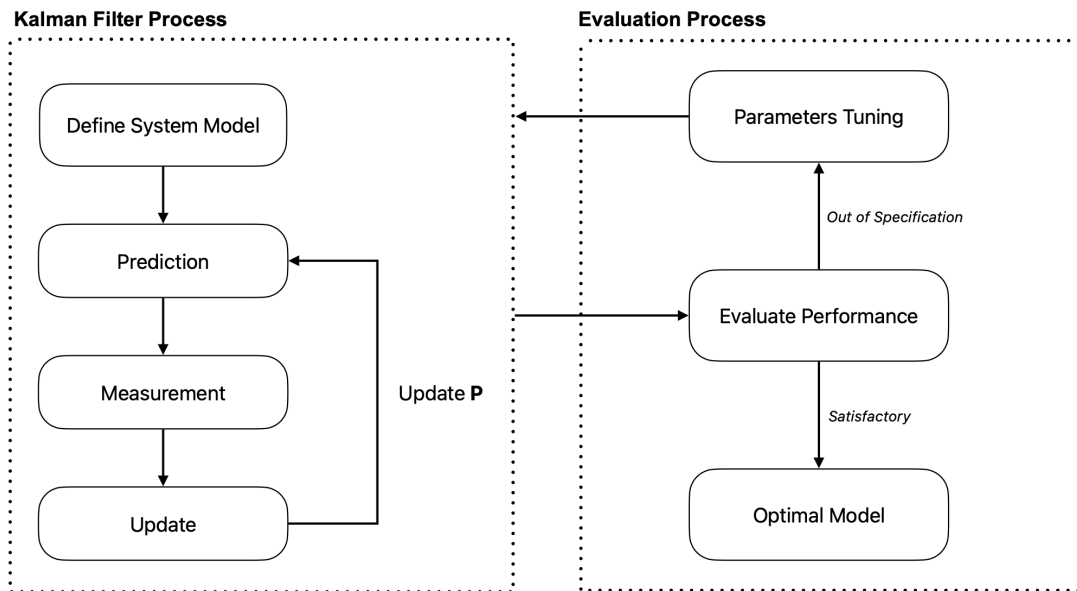 Kalman Filter Process
Define System Model
Prediction
Measurement
Update P
Update
Evaluation Process
Parameters Tuning
Out of Specification
Evaluate Performance
Satisfactory
Optimal Model